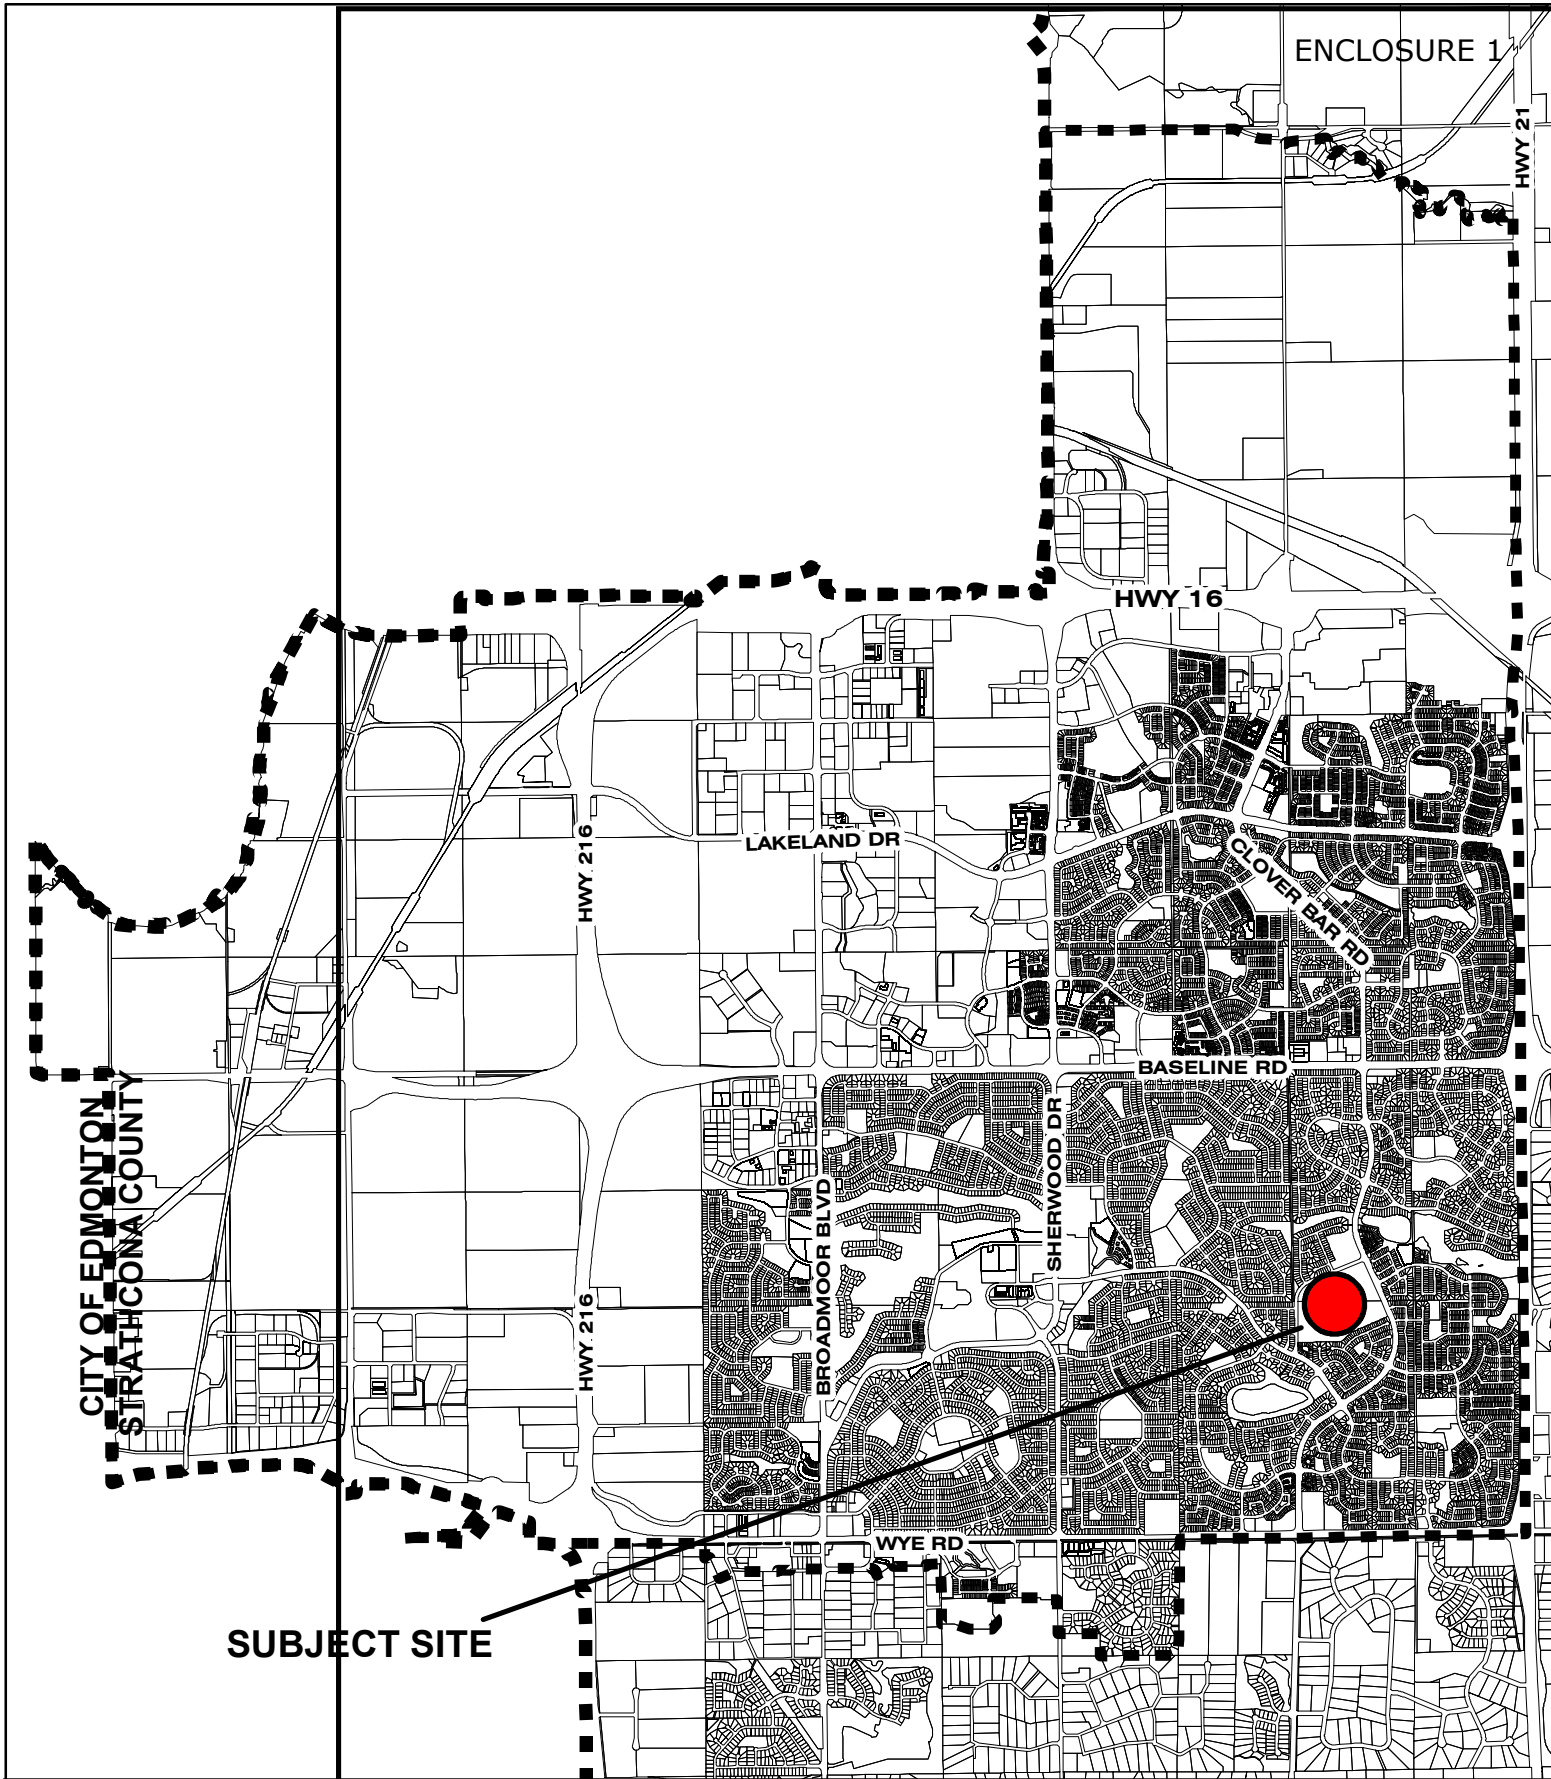 ENCLOSURE 1
HWY 21
HWY 16
HWY 216
LAKELAND DR
CLOVER BAR RD
BASELINE RD
CITY OF EDMONTON
STRATHCONA COUNTY
SHERWOOD DR
BROADMOOR BLVD
HWY 216
WYE RD
SUBJECT SITE